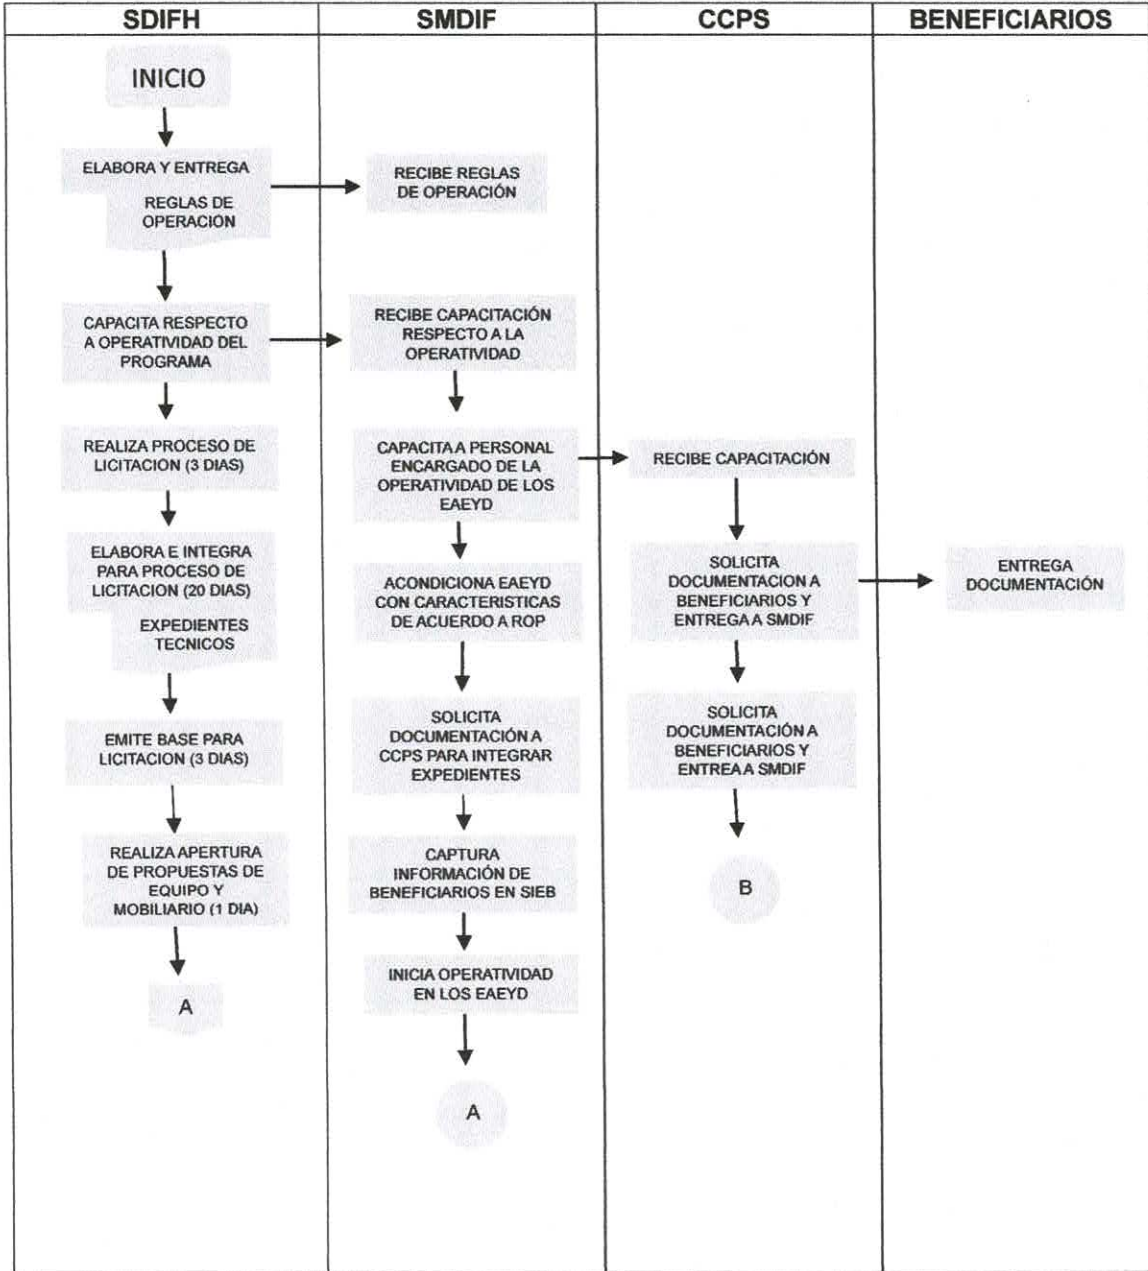 SDIFH
SMDIF
CCPS
BENEFICIARIOS
INICIO
ELABORA Y ENTREGA
REGLAS DE
OPERACION
CAPACITA RESPECTO
A OPERATIVIDAD DEL
PROGRAMA
REALIZA PROCESO DE
LICITACION (3 DIAS)
ELABORA E INTEGRA
PARA PROCESO DE
LICITACION (20 DIAS)
EXPEDIENTES
TECNICOS
EMITE BASE PARA
LICITACION (3 DIAS)
REALIZA APERTURA
DE PROPUESTAS DE
EQUIPO Y
MOBILIARIO (1 DIA)
A
RECIBE REGLAS
DE OPERACIÓN
RECIBE CAPACITACIÓN
RESPECTO A LA
OPERATIVIDAD
CAPACITA A PERSONAL
ENCARGADO DE LA
OPERATIVIDAD DE LOS
EAEYD
ACONDICIONA EAEYD
CON CARACTERISTICAS
DE ACUERDO A ROP
SOLICITA
DOCUMENTACIÓN A
CCPS PARA INTEGRAR
EXPEDIENTES
CAPTURA
INFORMACIÓN DE
BENEFICIARIOS EN SIEB
INICIA OPERATIVIDAD
EN LOS EAEYD
A
RECIBE CAPACITACIÓN
SOLICITA
DOCUMENTACION A
BENEFICIARIOS Y
ENTREGA A SMDIF
SOLICITA
DOCUMENTACIÓN A
BENEFICIARIOS Y
ENTREA A SMDIF
B
ENTREGA
DOCUMENTACIÓN